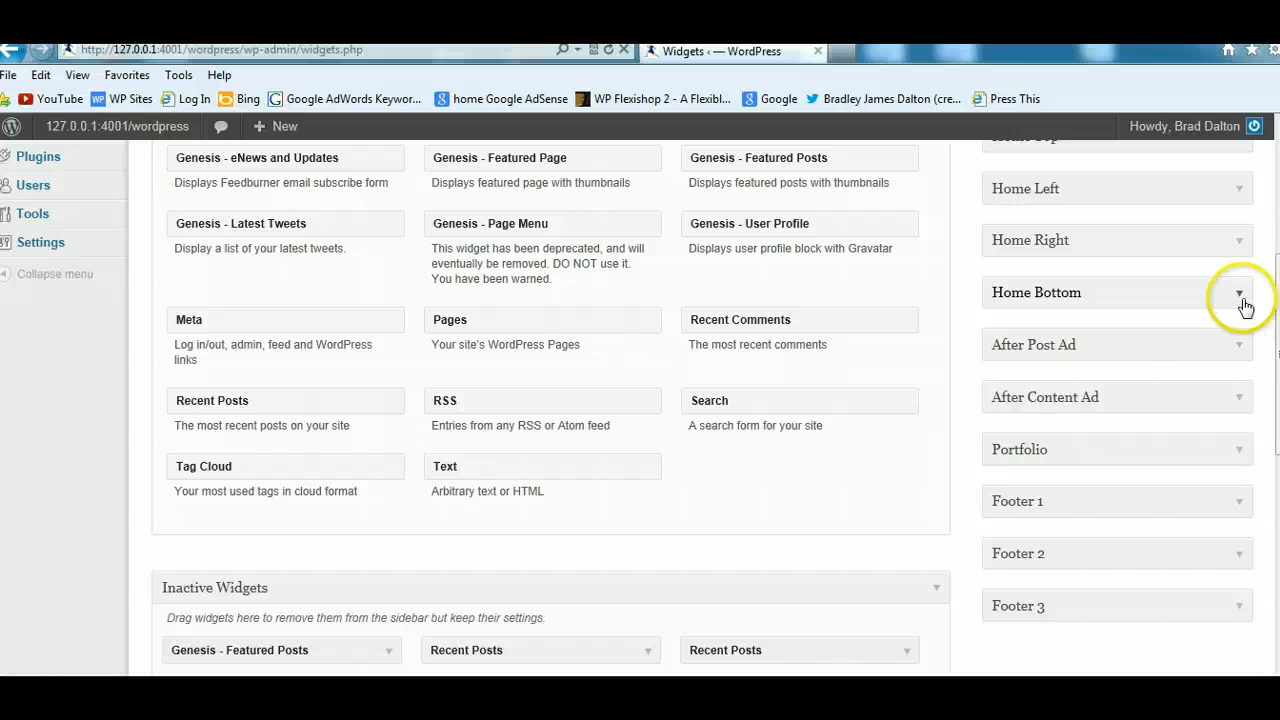 http://127.0.0.1:4001/wordpress/wp-admin/widgets.php
Widgets ‹ — WordPress
File Edit View Favorites Tools Help
YouTube WP Sites Log In Bing Google AdWords Keywor... home Google AdSense WP Flexishop 2 - A Flexibl... Google Bradley James Dalton (cre... Press This
127.0.0.1:4001/wordpress + New Howdy, Brad Dalton
Plugins
Users
Tools
Settings
Collapse menu
Genesis - eNews and Updates
Displays Feedburner email subscribe form
Genesis - Featured Page
Displays featured page with thumbnails
Genesis - Featured Posts
Displays featured posts with thumbnails
Genesis - Latest Tweets
Display a list of your latest tweets.
Genesis - Page Menu
This widget has been deprecated, and will
eventually be removed. DO NOT use it.
You have been warned.
Genesis - User Profile
Displays user profile block with Gravatar
Meta
Log in/out, admin, feed and WordPress
links
Pages
Your site's WordPress Pages
Recent Comments
The most recent comments
Recent Posts
The most recent posts on your site
RSS
Entries from any RSS or Atom feed
Search
A search form for your site
Tag Cloud
Your most used tags in cloud format
Text
Arbitrary text or HTML
Inactive Widgets
Drag widgets here to remove them from the sidebar but keep their settings.
Genesis - Featured Posts
Recent Posts
Recent Posts
Home Left
Home Right
Home Bottom
After Post Ad
After Content Ad
Portfolio
Footer 1
Footer 2
Footer 3